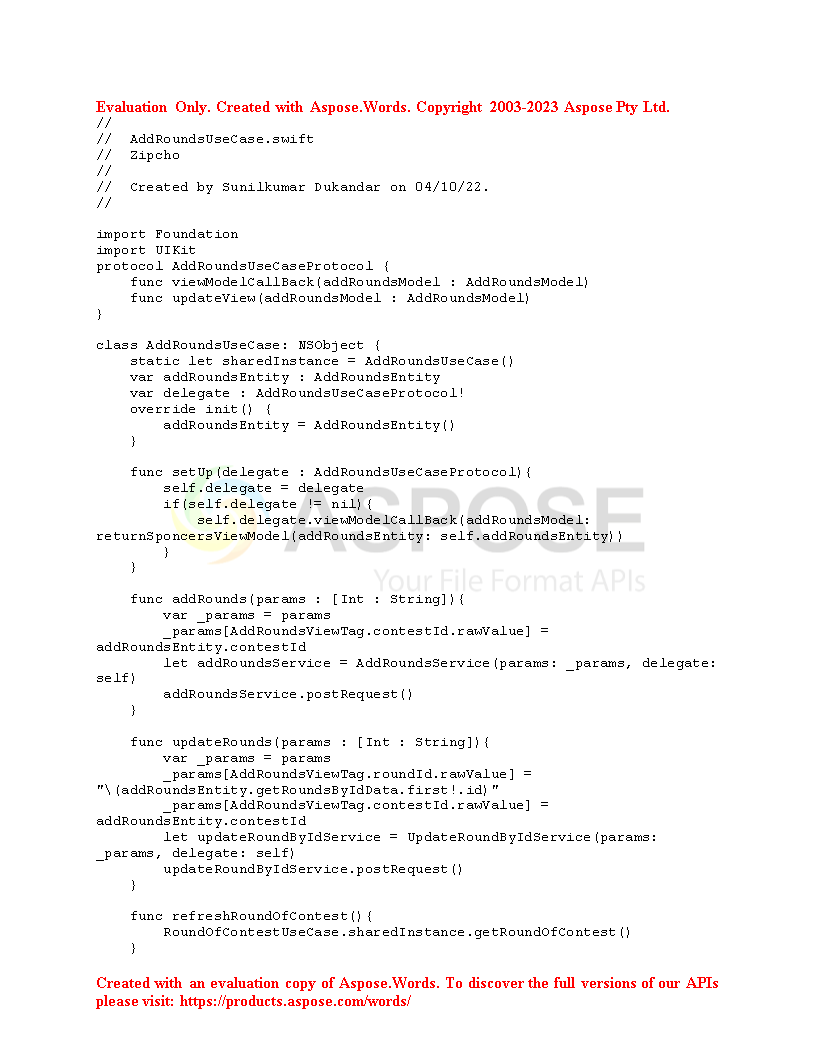 Evaluation Only. Created with Aspose.Words. Copyright 2003-2023 Aspose Pty Ltd.
//
//  AddRoundsUseCase.swift
//  Zipcho
//
//  Created by Sunilkumar Dukandar on 04/10/22.
//
import Foundation
import UIKit
protocol AddRoundsUseCaseProtocol {
    func viewModelCallBack(addRoundsModel : AddRoundsModel)
    func updateView(addRoundsModel : AddRoundsModel)
}
class AddRoundsUseCase: NSObject {
    static let sharedInstance = AddRoundsUseCase()
    var addRoundsEntity : AddRoundsEntity
    var delegate : AddRoundsUseCaseProtocol!
    override init() {
        addRoundsEntity = AddRoundsEntity()
    }
    func setUp(delegate : AddRoundsUseCaseProtocol){
        self.delegate = delegate
        if(self.delegate != nil){
            self.delegate.viewModelCallBack(addRoundsModel:
returnSponcersViewModel(addRoundsEntity: self.addRoundsEntity))
        }
    }
ASPOSE
Your File Format APIs
    func addRounds(params : [Int : String]){
        var _params = params
        _params[AddRoundsViewTag.contestId.rawValue] =
addRoundsEntity.contestId
        let addRoundsService = AddRoundsService(params: _params, delegate:
self)
        addRoundsService.postRequest()
    }
    func updateRounds(params : [Int : String]){
        var _params = params
        _params[AddRoundsViewTag.roundId.rawValue] =
"\(addRoundsEntity.getRoundsByIdData.first!.id)"
        _params[AddRoundsViewTag.contestId.rawValue] =
addRoundsEntity.contestId
        let updateRoundByIdService = UpdateRoundByIdService(params:
_params, delegate: self)
        updateRoundByIdService.postRequest()
    }
    func refreshRoundOfContest(){
        RoundOfContestUseCase.sharedInstance.getRoundOfContest()
    }
Created with an evaluation copy of Aspose.Words. To discover the full versions of our APIs
please visit: https://products.aspose.com/words/